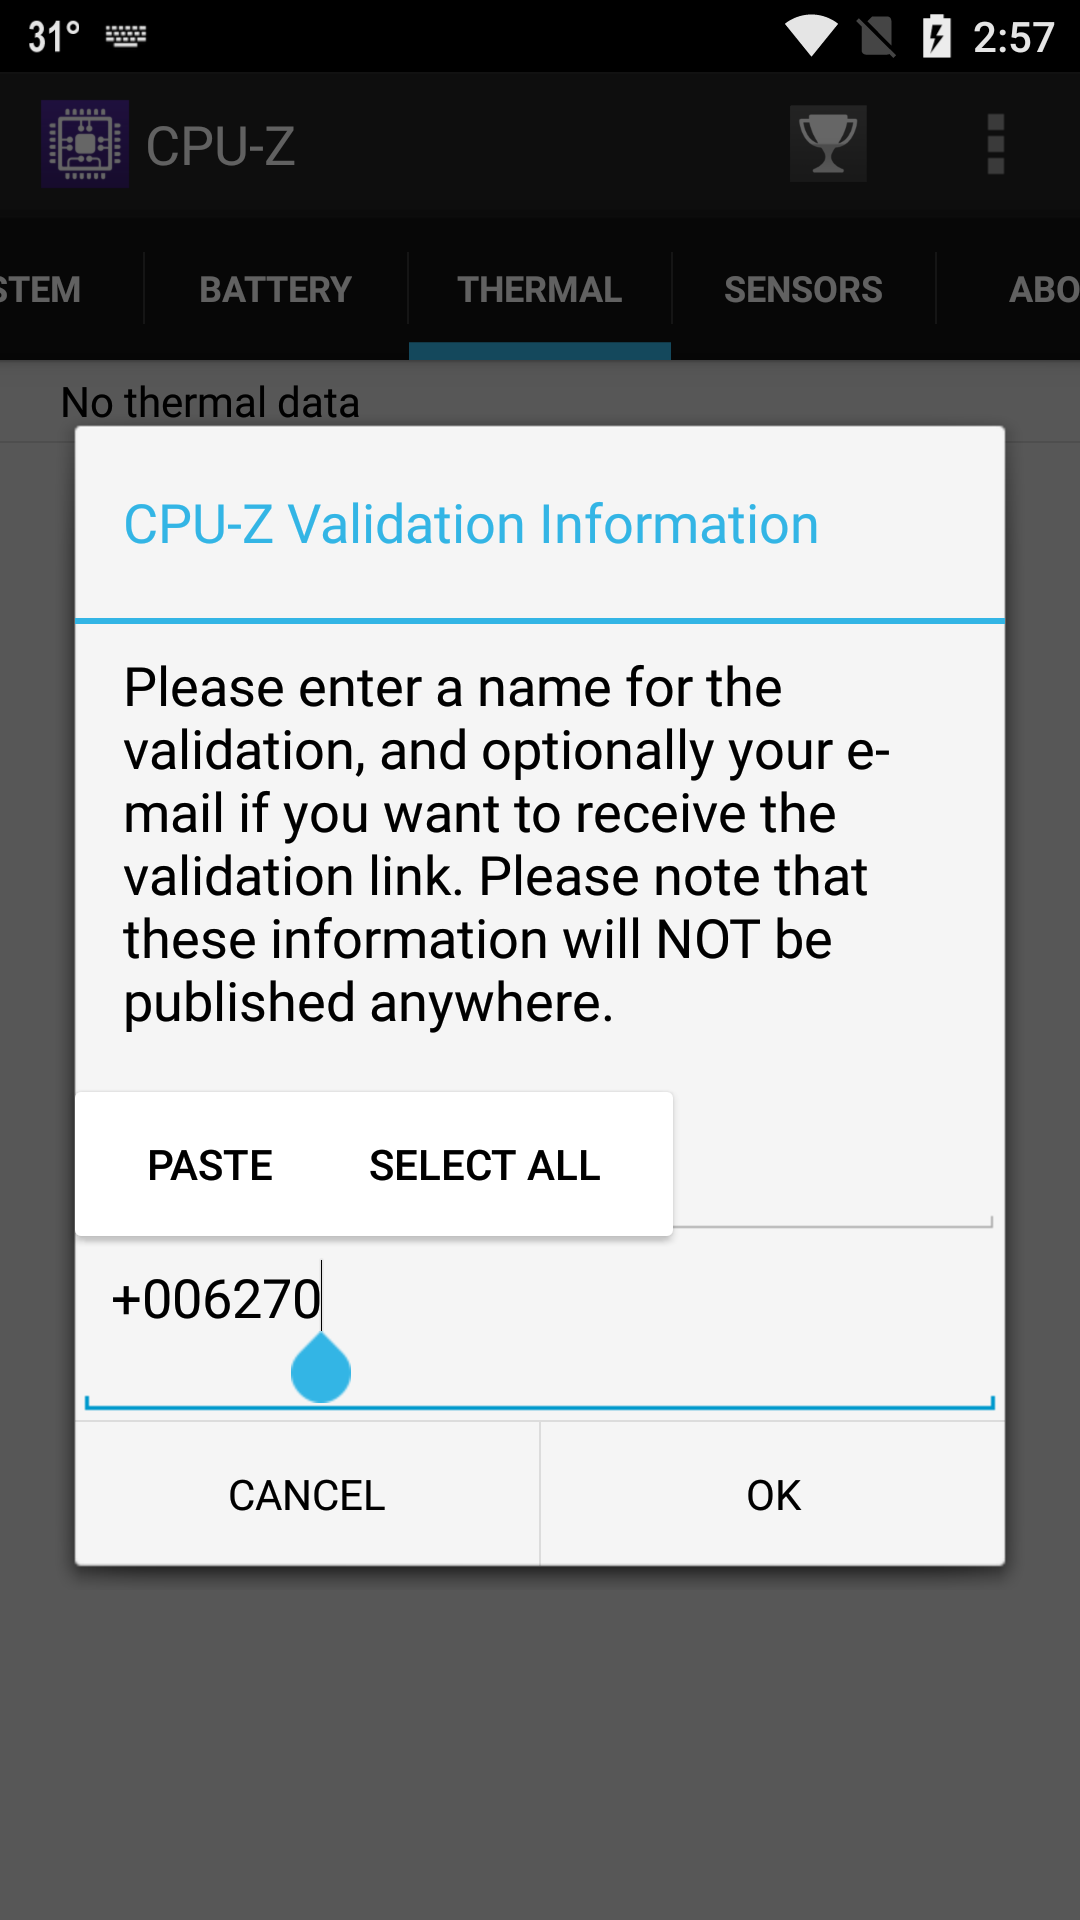 31° 2:57
CPU-Z
STEM BATTERY THERMAL SENSORS ABO
No thermal data
CPU-Z Validation Information
Please enter a name for the
validation, and optionally your e-
mail if you want to receive the
validation link. Please note that
these information will NOT be
published anywhere.
PASTE SELECT ALL
+006270
CANCEL OK